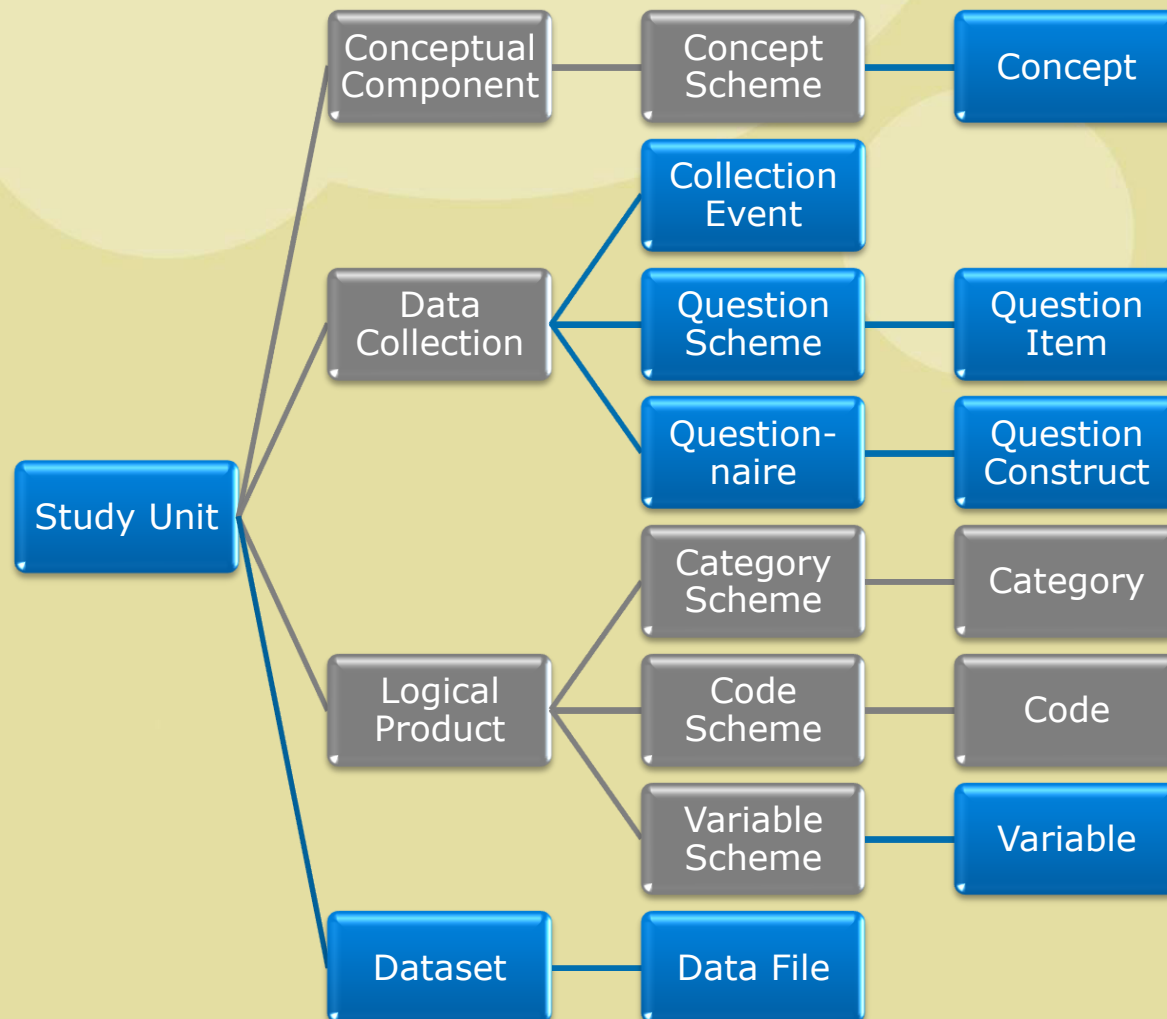 Conceptual
Component
Concept
Scheme
Concept
Collection
Event
Data
Collection
Question
Scheme
Question
Item
Question-
naire
Question
Construct
Study Unit
Category
Scheme
Category
Logical
Product
Code
Scheme
Code
Variable
Scheme
Variable
Dataset
Data File